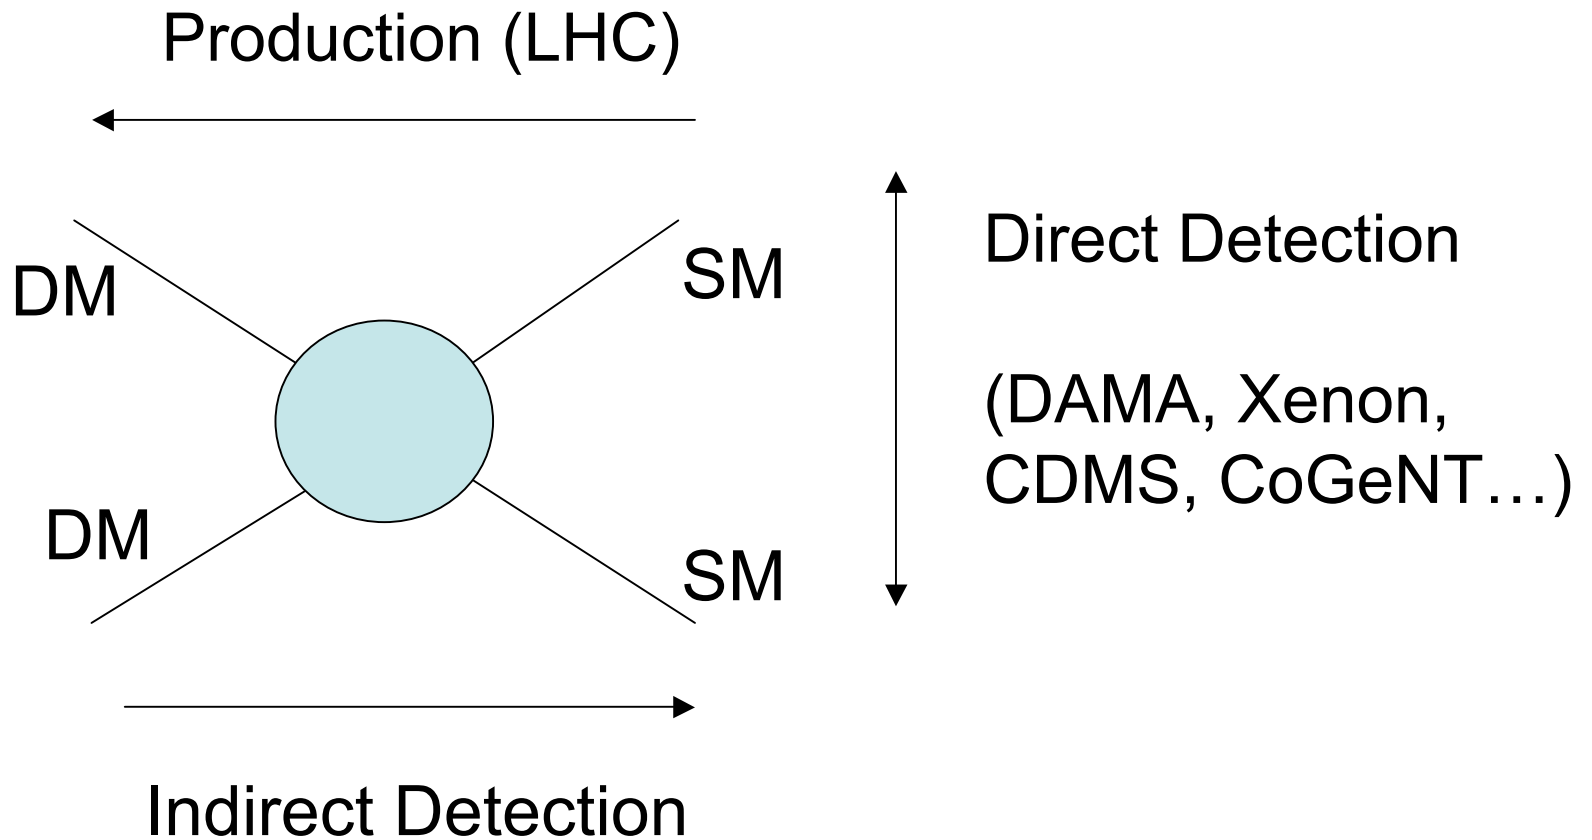 Production (LHC)
DM
SM
Direct Detection
(DAMA, Xenon,
CDMS, CoGeNT…)
DM
SM
Indirect Detection